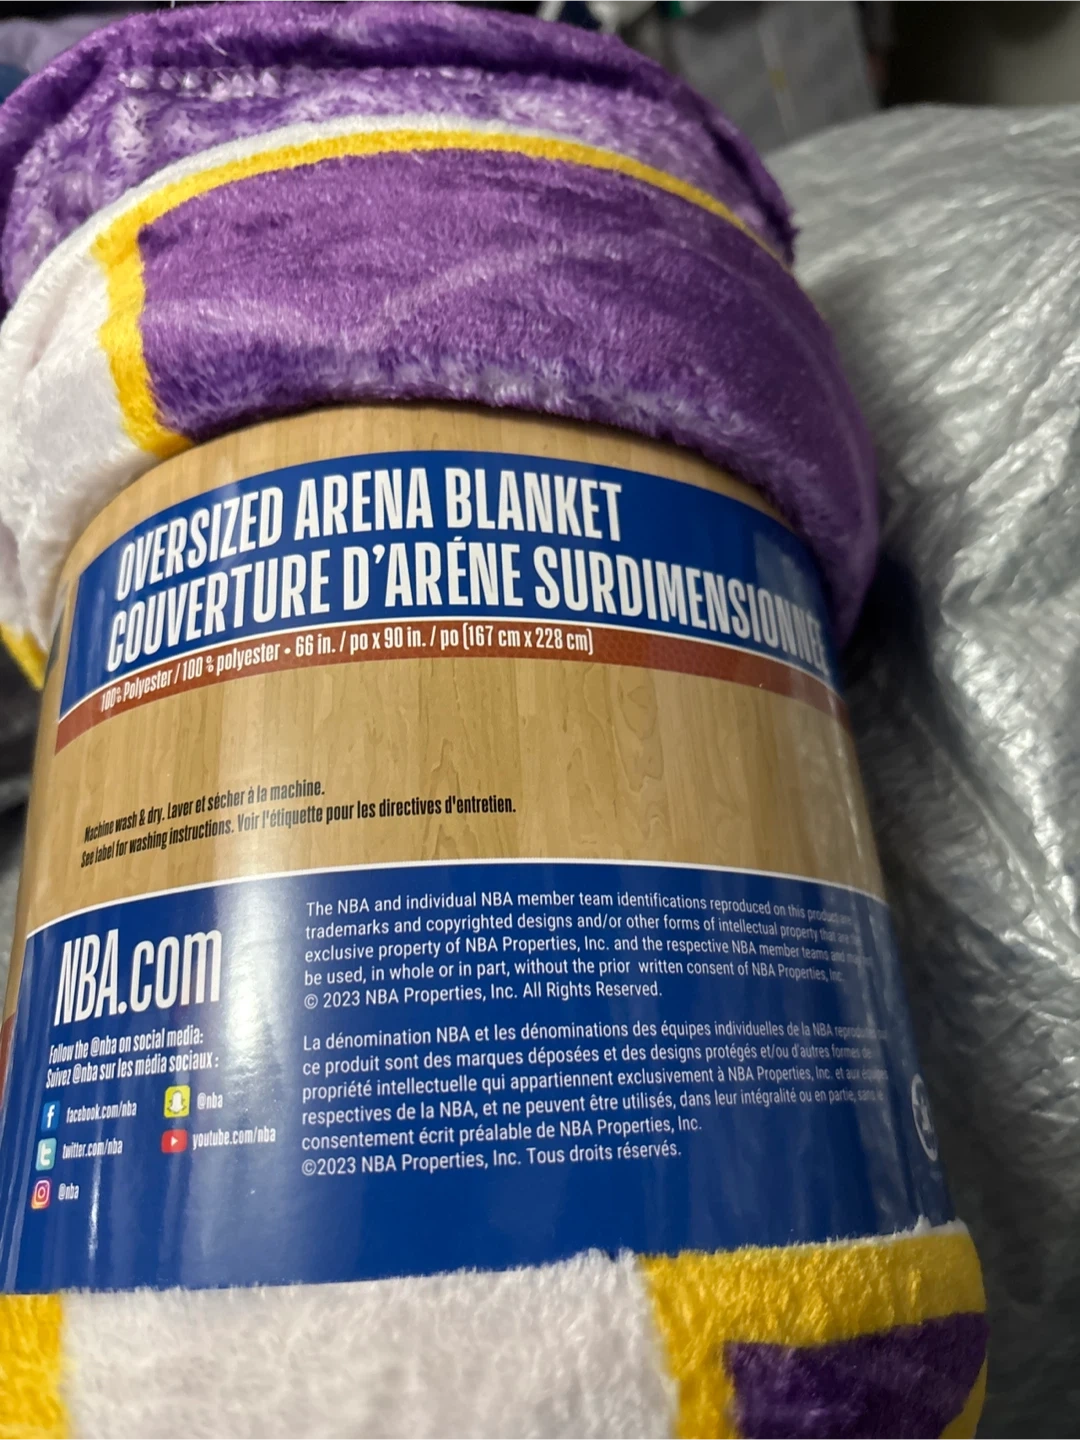 OVERSIZED ARENA BLANKET
COUVERTURE D'ARÉNE SURDIMENSIONNÉE
100% Polyester / 100 % polyester • 66 in. / po x 90 in. / po (167 cm x 228 cm)
Machine wash & dry. Laver et sécher à la machine.
See label for washing instructions. Voir l'étiquette pour les directives d'entretien.
NBA.com
Follow the @nba on social media:
Suivez @nba sur les média sociaux :
facebook.com/nba
@nba
twitter.com/nba
youtube.com/nba
@nba
The NBA and individual NBA member team identifications reproduced on this product are
trademarks and copyrighted designs and/or other forms of intellectual property that are the
exclusive property of NBA Properties, Inc. and the respective NBA member teams and may not
be used, in whole or in part, without the prior written consent of NBA Properties, Inc.
© 2023 NBA Properties, Inc. All Rights Reserved.
La dénomination NBA et les dénominations des équipes individuelles de la NBA reproduites sur
ce produit sont des marques déposées et des designs protégés et/ou d'autres formes de
propriété intellectuelle qui appartiennent exclusivement à NBA Properties, Inc. et aux équipes
respectives de la NBA, et ne peuvent être utilisés, dans leur intégralité ou en partie, sans le
consentement écrit préalable de NBA Properties, Inc.
©2023 NBA Properties, Inc. Tous droits réservés.